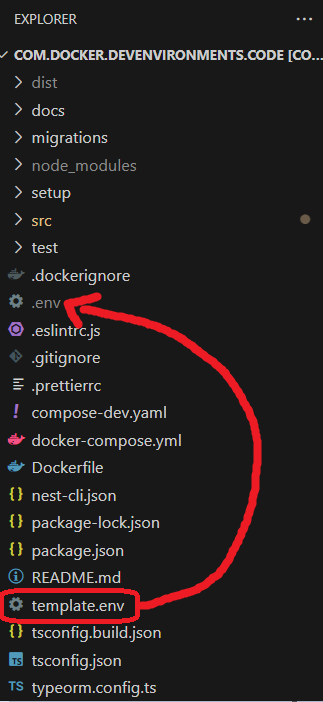 EXPLORER ...
COM.DOCKER.DEVENVIRONMENTS.CODE [CO...
dist
docs
migrations
node_modules
setup
src
test
.dockerignore
.env
.eslintrc.js
.gitignore
.prettierrc
! compose-dev.yaml
docker-compose.yml
Dockerfile
{} nest-cli.json
{} package-lock.json
{} package.json
README.md
template.env
{} tsconfig.build.json
TS tsconfig.json
TS typeorm.config.ts